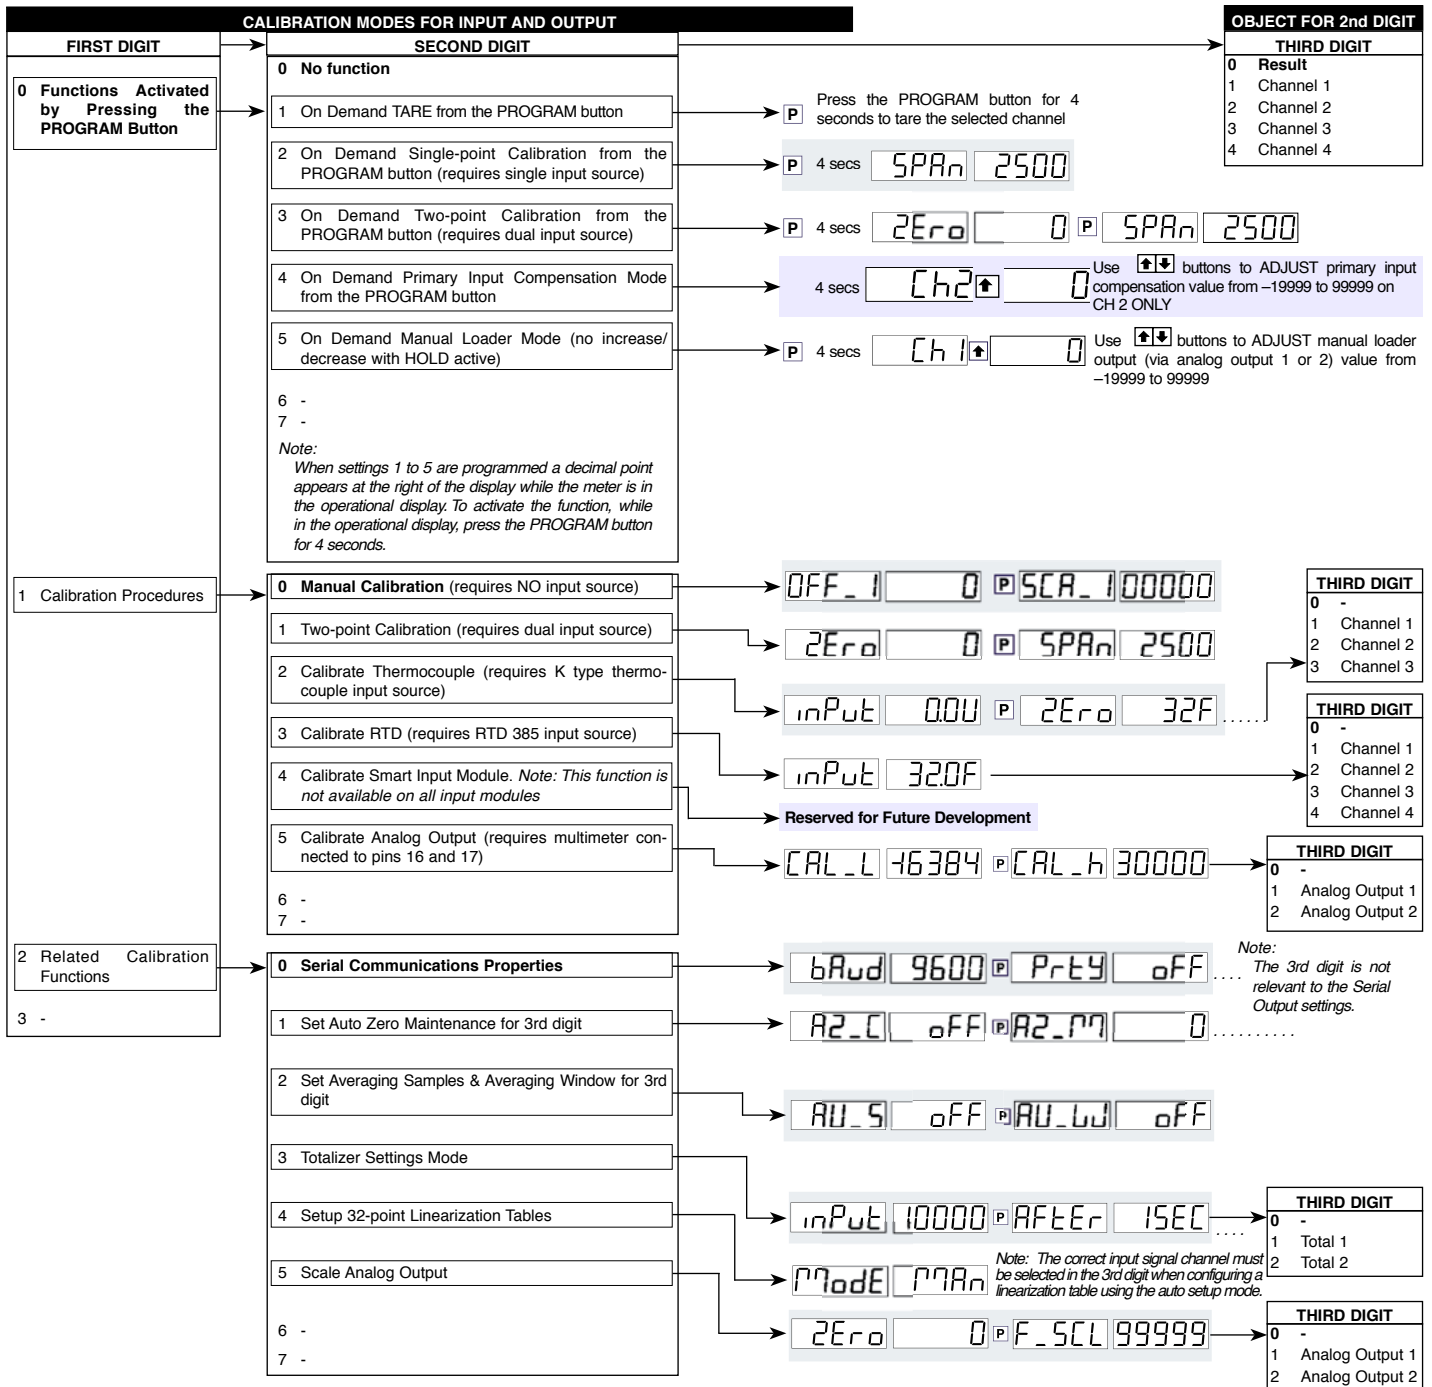 CALIBRATION MODES FOR INPUT AND OUTPUT
OBJECT FOR 2nd DIGIT
FIRST DIGIT
SECOND DIGIT
THIRD DIGIT
0 Result
1 Channel 1
2 Channel 2
3 Channel 3
4 Channel 4
0 Functions Activated
by Pressing the
PROGRAM Button
0 No function
1 On Demand TARE from the PROGRAM button
P Press the PROGRAM button for 4
seconds to tare the selected channel
2 On Demand Single-point Calibration from the
PROGRAM button (requires single input source)
P 4 secs SPAn 2500
3 On Demand Two-point Calibration from the
PROGRAM button (requires dual input source)
P 4 secs 2Ero 0 P SPAn 2500
4 On Demand Primary Input Compensation Mode
from the PROGRAM button
4 secs Ch2 0
Use buttons to ADJUST primary input
compensation value from –19999 to 99999 on
CH 2 ONLY
5 On Demand Manual Loader Mode (no increase/
decrease with HOLD active)
P 4 secs Ch1 0
Use buttons to ADJUST manual loader
output (via analog output 1 or 2) value from
–19999 to 99999
6 -
7 -
Note:
When settings 1 to 5 are programmed a decimal point
appears at the right of the display while the meter is in
the operational display. To activate the function, while
in the operational display, press the PROGRAM button
for 4 seconds.
1 Calibration Procedures
0 Manual Calibration (requires NO input source)
OFF_1 0 P SCA_1 00000
1 Two-point Calibration (requires dual input source)
2Ero 0 P SPAn 2500
2 Calibrate Thermocouple (requires K type thermo-
couple input source)
inPut 0.0U P 2Ero 32F ......
THIRD DIGIT
0 -
1 Channel 1
2 Channel 2
3 Channel 3
3 Calibrate RTD (requires RTD 385 input source)
inPut 32.0F
THIRD DIGIT
0 -
1 Channel 1
2 Channel 2
3 Channel 3
4 Channel 4
4 Calibrate Smart Input Module. Note: This function is
not available on all input modules
Reserved for Future Development
5 Calibrate Analog Output (requires multimeter con-
nected to pins 16 and 17)
CAL_L -16384 P CAL_h 30000
THIRD DIGIT
0 -
1 Analog Output 1
2 Analog Output 2
6 -
7 -
2 Related Calibration
Functions
3 -
0 Serial Communications Properties
bAud 9600 P PrtY oFF ....
Note:
The 3rd digit is not
relevant to the Serial
Output settings.
1 Set Auto Zero Maintenance for 3rd digit
A2_C oFF P A2_M 0 ..........
2 Set Averaging Samples & Averaging Window for 3rd
digit
AU_S oFF P AU_W oFF
3 Totalizer Settings Mode
inPut 10000 P AFtEr 1SEC ....
THIRD DIGIT
0 -
1 Total 1
2 Total 2
4 Setup 32-point Linearization Tables
ModE MAn
Note: The correct input signal channel must
be selected in the 3rd digit when configuring a
linearization table using the auto setup mode.
5 Scale Analog Output
2Ero 0 P F_SCL 99999
THIRD DIGIT
0 -
1 Analog Output 1
2 Analog Output 2
6 -
7 -